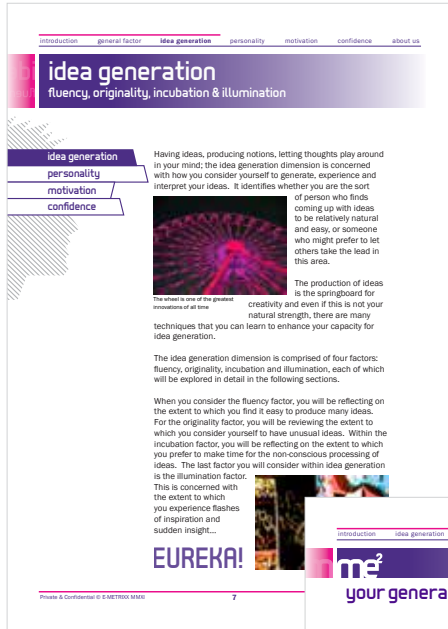 introduction general factor idea generation personality motivation confidence about us
idea generation
fluency, originality, incubation & illumination
idea generation
personality
motivation
confidence
Having ideas, producing notions, letting thoughts play around
in your mind; the idea generation dimension is concerned
with how you consider yourself to generate, experience and
interpret your ideas. It identifies whether you are the sort
of person who finds
coming up with ideas
to be relatively natural
and easy, or someone
who might prefer to let
others take the lead in
this area.
The wheel is one of the greatest
innovations of all time
The production of ideas
is the springboard for
creativity and even if this is not your
natural strength, there are many
techniques that you can learn to enhance your capacity for
idea generation.
The idea generation dimension is comprised of four factors:
fluency, originality, incubation and illumination, each of which
will be explored in detail in the following sections.
When you consider the fluency factor, you will be reflecting on
the extent to which you find it easy to produce many ideas.
For the originality factor, you will be reviewing the extent to
which you consider yourself to have unusual ideas. Within the
incubation factor, you will be reflecting on the extent to which
you prefer to make time for the non-conscious processing of
ideas. The last factor you will consider within idea generation
is the illumination factor.
This is concerned with
the extent to which
you experience flashes
of inspiration and
sudden insight...
EUREKA!
Private & Confidential © E-METRIXX MMXI 7
introduction idea generation
me²
your genera